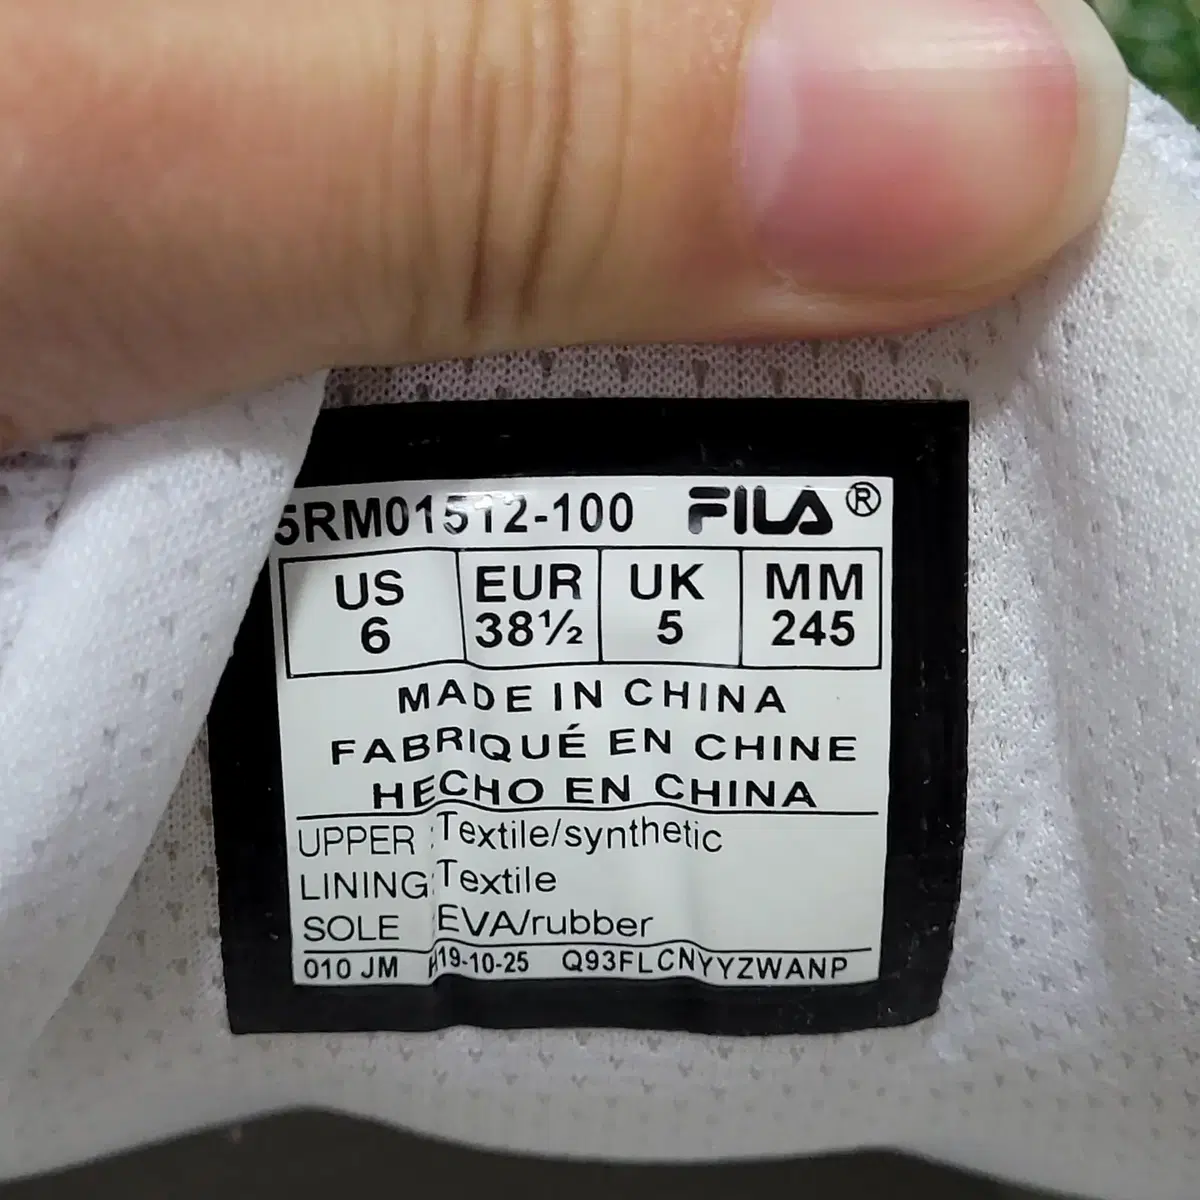 5RM01512-100 FILA®
US EUR UK MM
6 38½ 5 245
MADE IN CHINA
FABRIQUÉ EN CHINE
HECHO EN CHINA
UPPER :Textile/synthetic
LINING:Textile
SOLE EVA/rubber
010 JM 19-10-25 Q93FLCNYYZWANP